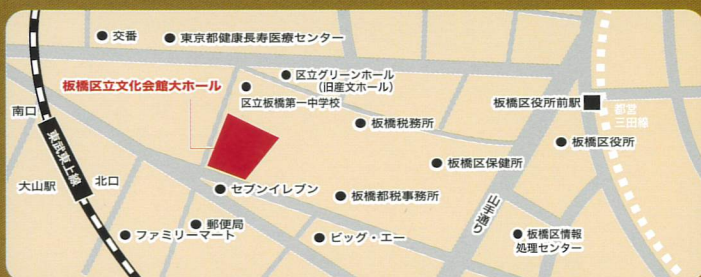 交番
東京都健康長寿医療センター
区立グリーンホール
(旧産文ホール)
板橋区立文化会館大ホール
区立板橋第一中学校
板橋区役所前駅
都営
三田線
南口
板橋税務所
板橋区役所
東武東上線
板橋区保健所
大山駅
北口
セブンイレブン
板橋都税事務所
山手通り
郵便局
ファミリーマート
ビッグ・エー
板橋区情報
処理センター